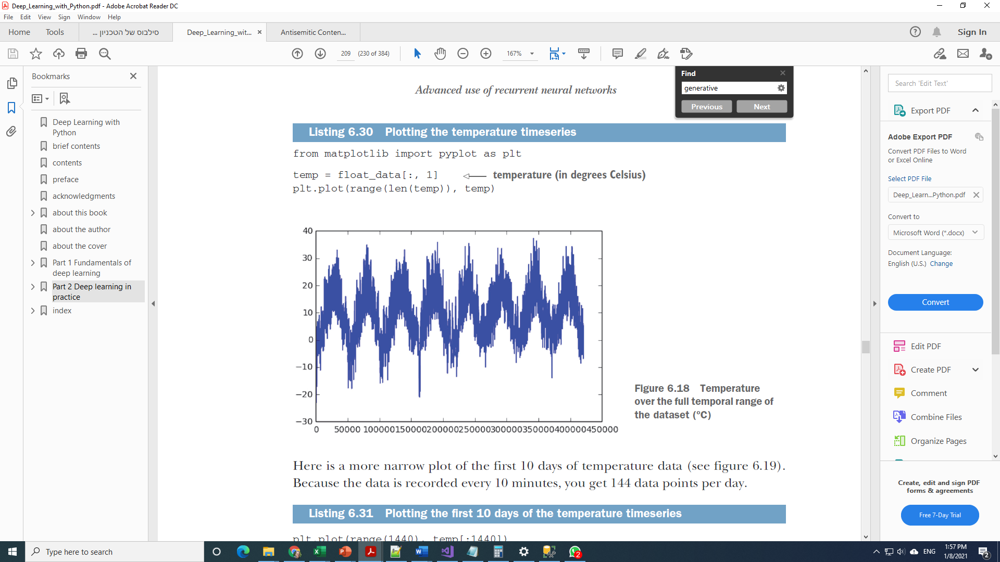 Deep_Learning_with_Python.pdf - Adobe Acrobat Reader DC
File Edit View Sign Window Help
Home Tools סילבוס של הטכניון ... Deep_Learning_wit... Antisemitic Conten... Sign In
209 (230 of 384) 167%
Bookmarks
Deep Learning with
Python
brief contents
contents
preface
acknowledgments
about this book
about the author
about the cover
Part 1 Fundamentals of
deep learning
Part 2 Deep learning in
practice
index
Advanced use of recurrent neural networks
Find
generative
Previous Next
Listing 6.30 Plotting the temperature timeseries
from matplotlib import pyplot as plt
temp = float_data[:, 1] temperature (in degrees Celsius)
plt.plot(range(len(temp)), temp)
40
30
20
10
0
−10
−20
−30
0 50000 100000 150000 200000 250000 300000 350000 400000 450000
Figure 6.18 Temperature
over the full temporal range of
the dataset (ºC)
Here is a more narrow plot of the first 10 days of temperature data (see figure 6.19).
Because the data is recorded every 10 minutes, you get 144 data points per day.
Listing 6.31 Plotting the first 10 days of the temperature timeseries
plt.plot(range(1440), temp[:1440])
Search 'Edit Text'
Export PDF
Adobe Export PDF
Convert PDF Files to Word
or Excel Online
Select PDF File
Deep_Learn...Python.pdf
Convert to
Microsoft Word (*.docx)
Document Language:
English (U.S.) Change
Convert
Edit PDF
Create PDF
Comment
Combine Files
Organize Pages
Create, edit and sign PDF
forms & agreements
Free 7-Day Trial
Type here to search
2
ENG
1:57 PM
1/8/2021
2